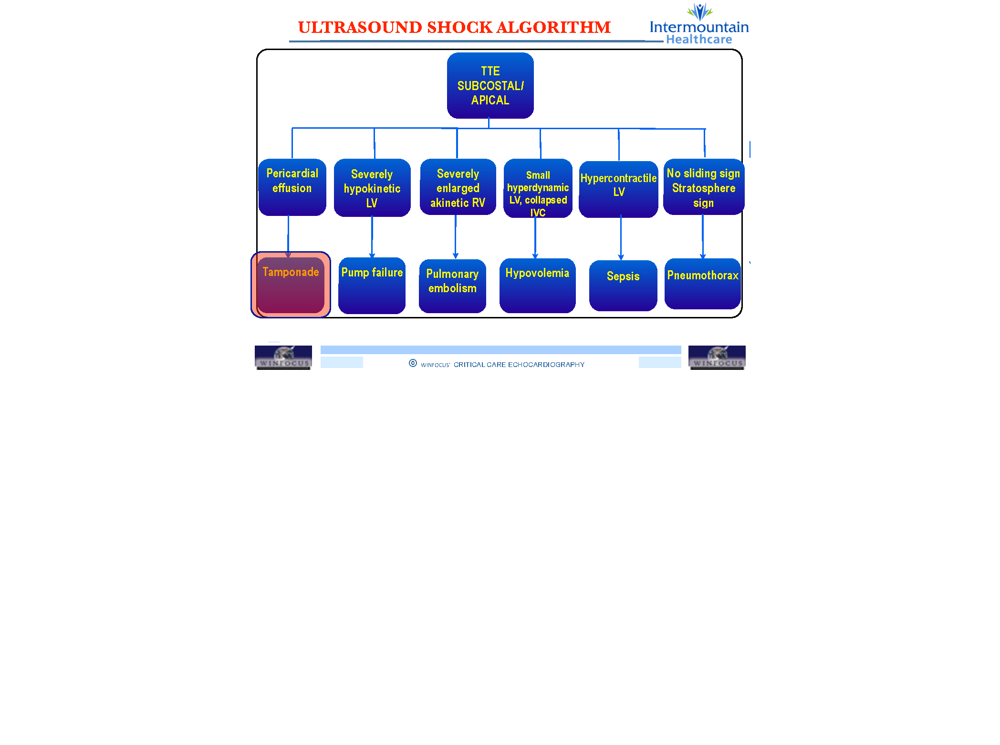 ULTRASOUND SHOCK ALGORITHM
Intermountain
Healthcare
TTE
SUBCOSTAL/
APICAL
Pericardial
effusion
Severely
hypokinetic
LV
Severely
enlarged
akinetic RV
Small
hyperdynamic
LV, collapsed
IVC
Hypercontractile
LV
No sliding sign
Stratosphere
sign
Tamponade
Pump failure
Pulmonary
embolism
Hypovolemia
Sepsis
Pneumothorax
WINFOCUS
© WINFOCUS' CRITICAL CARE ECHOCARDIOGRAPHY
WINFOCUS